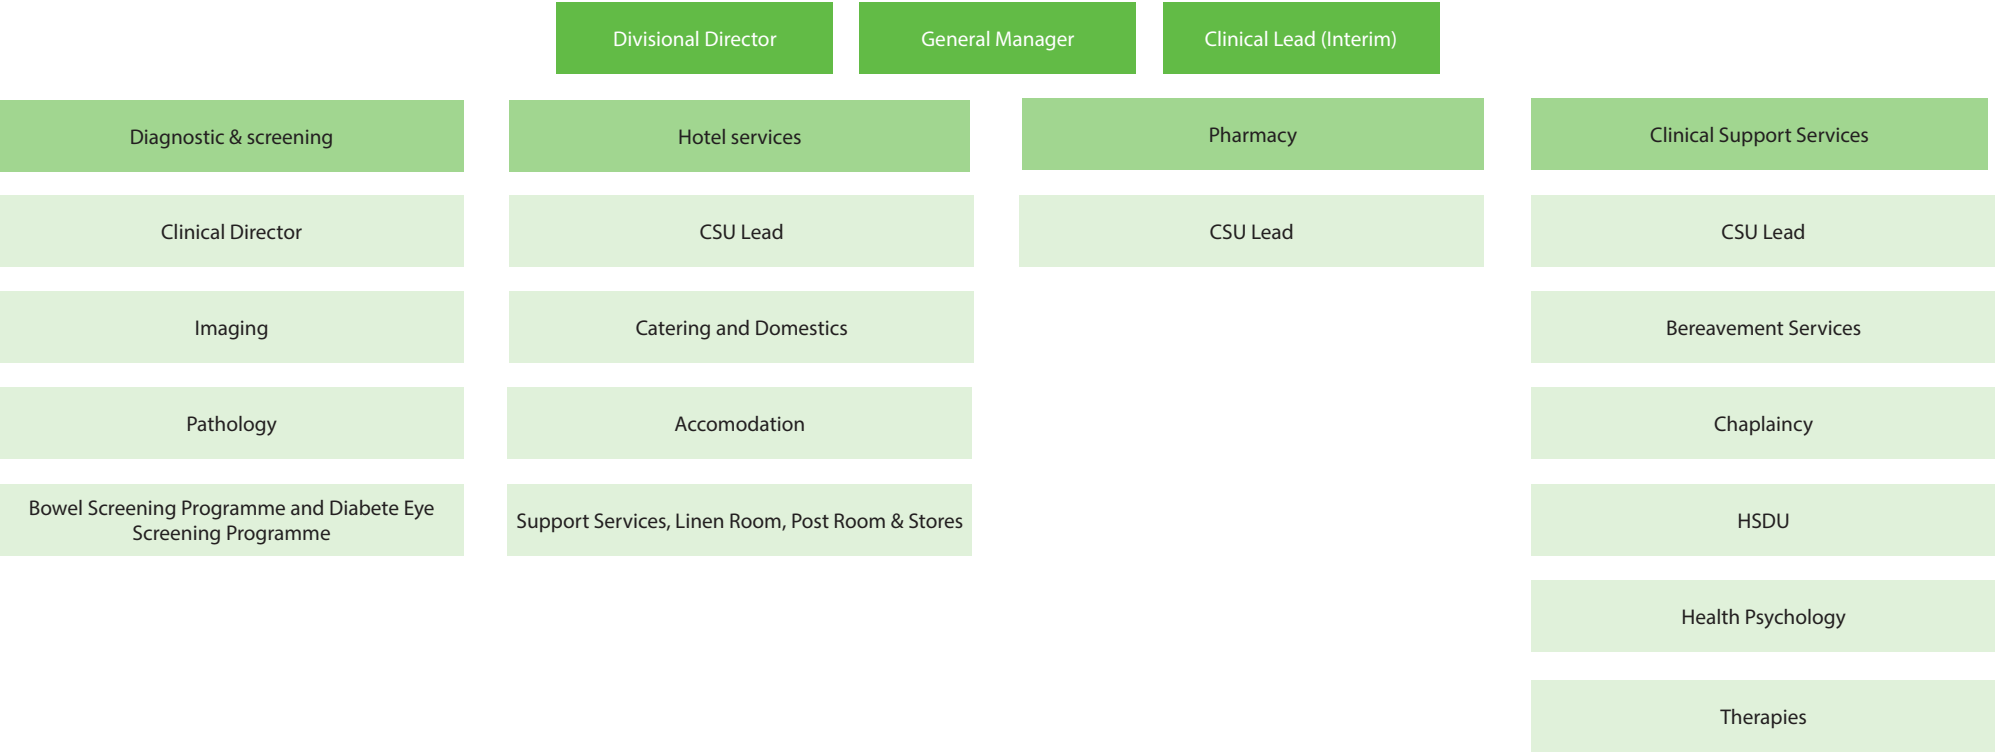 Divisional Director
General Manager
Clinical Lead (Interim)
Diagnostic & screening
Clinical Director
Imaging
Pathology
Bowel Screening Programme and Diabete Eye
Screening Programme
Hotel services
CSU Lead
Catering and Domestics
Accomodation
Support Services, Linen Room, Post Room & Stores
Pharmacy
CSU Lead
Clinical Support Services
CSU Lead
Bereavement Services
Chaplaincy
HSDU
Health Psychology
Therapies